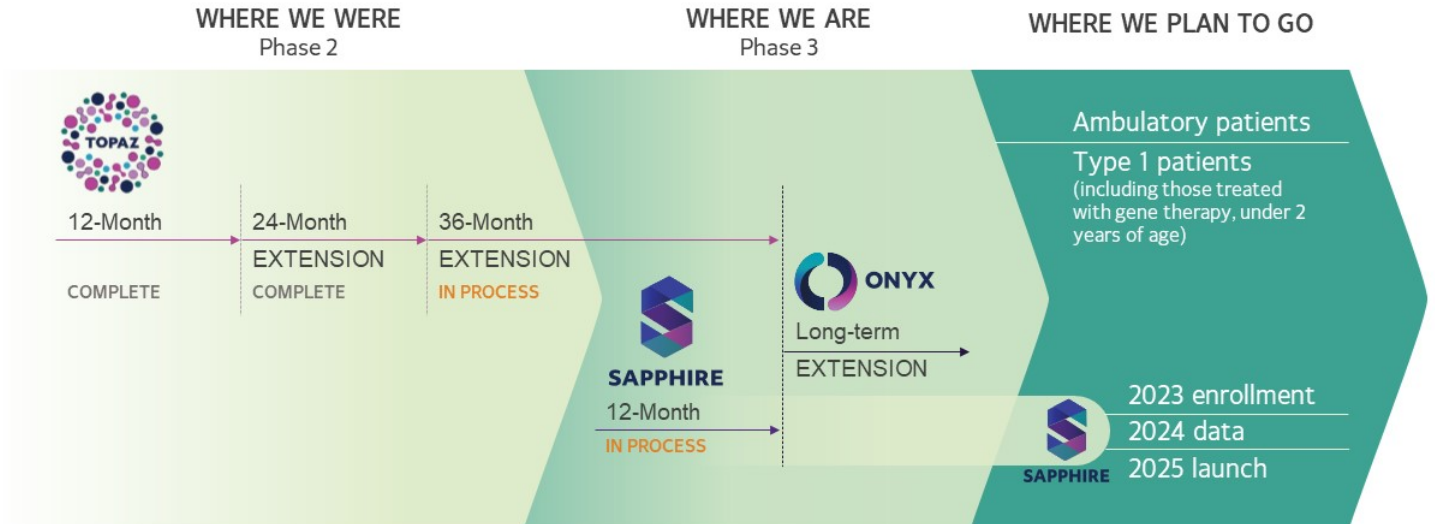 WHERE WE WERE
Phase 2
WHERE WE ARE
Phase 3
WHERE WE PLAN TO GO
TOPAZ
12-Month
COMPLETE
24-Month
EXTENSION
COMPLETE
36-Month
EXTENSION
IN PROCESS
SAPPHIRE
12-Month
IN PROCESS
ONYX
Long-term
EXTENSION
Ambulatory patients
Type 1 patients
(including those treated
with gene therapy, under 2
years of age)
SAPPHIRE
2023 enrollment
2024 data
2025 launch